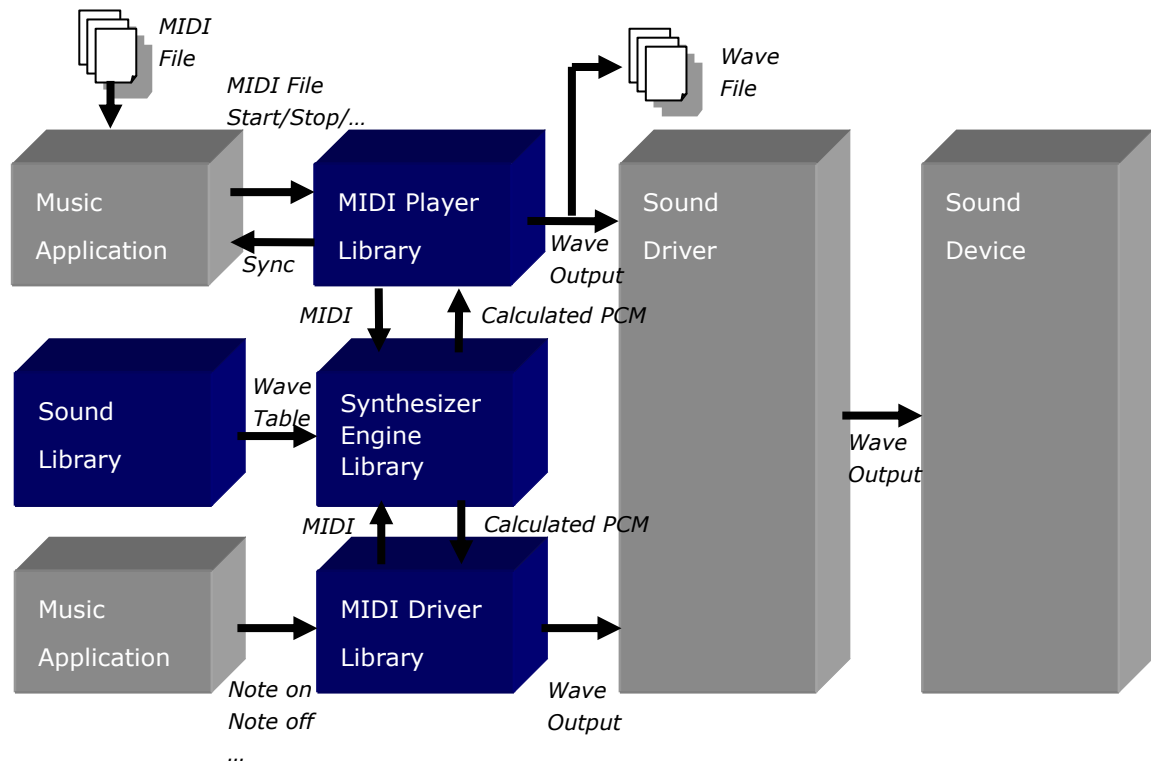 MIDI
File
MIDI File
Start/Stop/…
Wave
File
Music
Application
MIDI Player
Library
Sound
Driver
Sound
Device
Sync
Wave
Output
MIDI
Calculated PCM
Sound
Library
Wave
Table
Synthesizer
Engine
Library
Wave
Output
MIDI
Calculated PCM
Music
Application
MIDI Driver
Library
Note on
Note off
…
Wave
Output